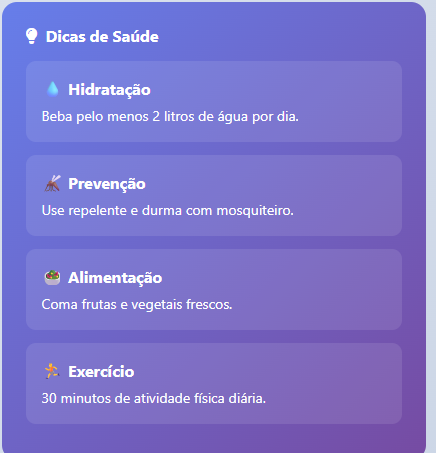 Dicas de Saúde
Hidratação
Beba pelo menos 2 litros de água por dia.
Prevenção
Use repelente e durma com mosquiteiro.
Alimentação
Coma frutas e vegetais frescos.
Exercício
30 minutos de atividade física diária.